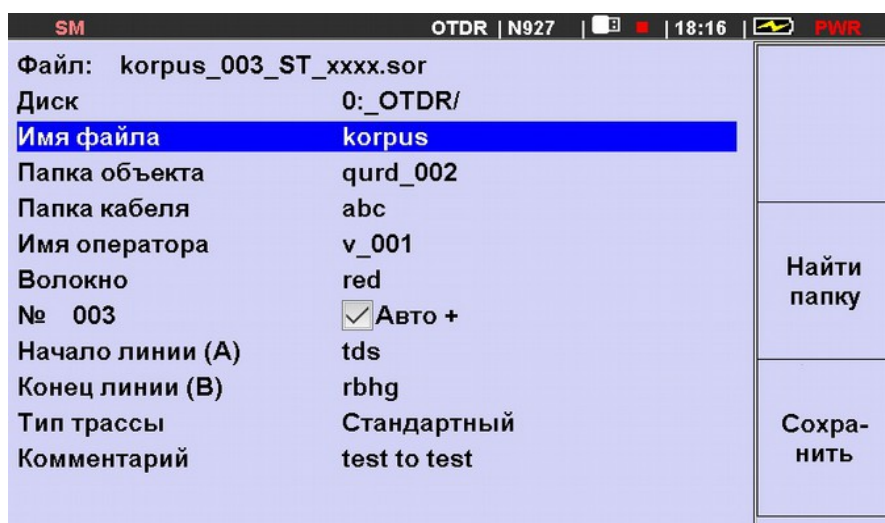 SM OTDR | N927 | | 18:16 | PWR
Файл: korpus_003_ST_xxxx.sor
Диск 0:_OTDR/
Имя файла korpus
Папка объекта qurd_002
Папка кабеля abc
Имя оператора v_001
Волокно red
№ 003 Авто +
Начало линии (A) tds
Конец линии (B) rbhg
Тип трассы Стандартный
Комментарий test to test
Найти
папку
Сохра-
нить